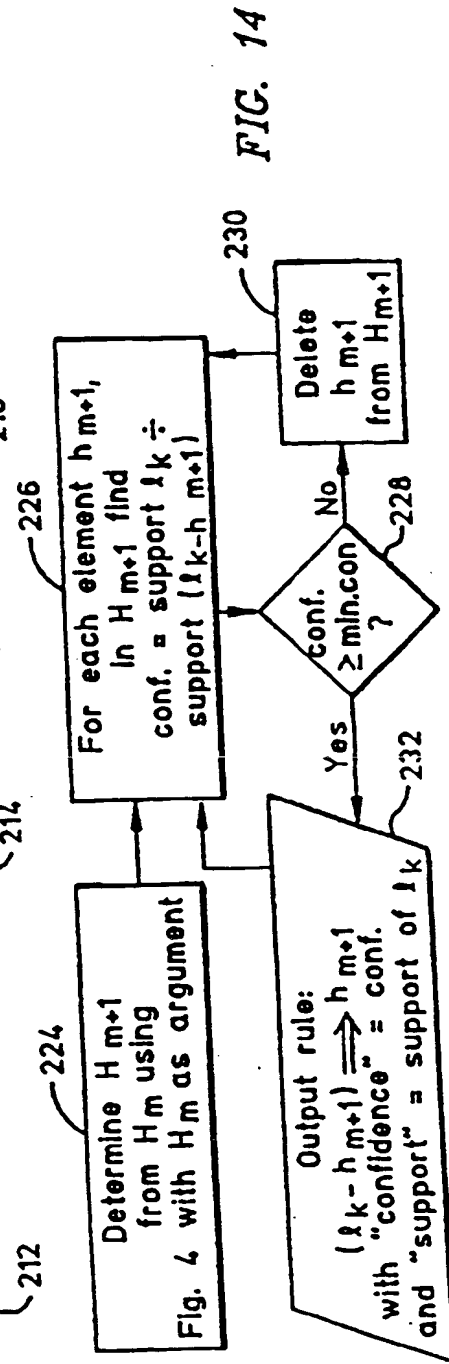 212
214
FIG. 14
224
Determine H m+1
from H m using
Fig. 4 with H m as argument
226
For each element h m+1,
in H m+1 find
conf. = support ℓ k ÷
support (ℓ k-h m+1)
230
Delete
h m+1
from H m+1
No
228
conf.
≥ min.con
?
Yes
232
Output rule:
(ℓ k - h m+1) ⟹ h m+1
with "confidence" = conf.
and "support" = support of ℓ k